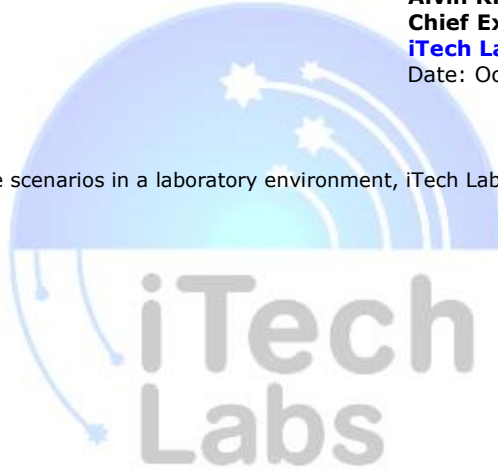 Chief Ex
iTech La
Date: Oc
e scenarios in a laboratory environment, iTech Lab
iTech
Labs